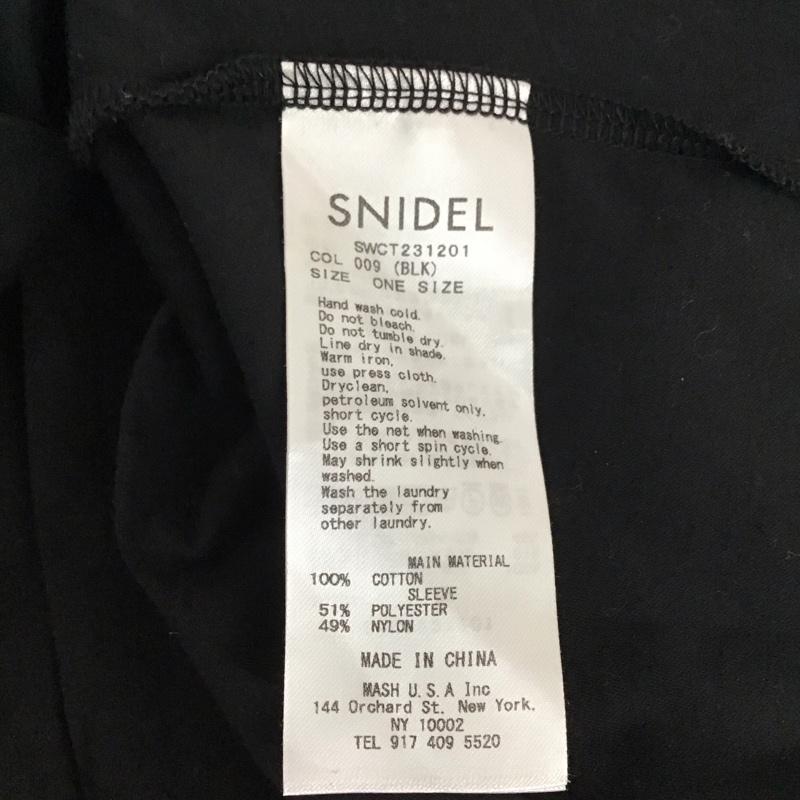 SNIDEL
SWCT231201
COL 009 (BLK)
SIZE ONE SIZE
Hand wash cold.
Do not bleach.
Do not tumble dry.
Line dry in shade.
Warm iron,
use press cloth.
Dryclean,
petroleum solvent only,
short cycle.
Use the net when washing.
Use a short spin cycle.
May shrink slightly when
washed.
Wash the laundry
separately from
other laundry.
MAIN MATERIAL
100% COTTON
SLEEVE
51% POLYESTER
49% NYLON
MADE IN CHINA
MASH U.S.A Inc
144 Orchard St. New York.
NY 10002
TEL 917 409 5520